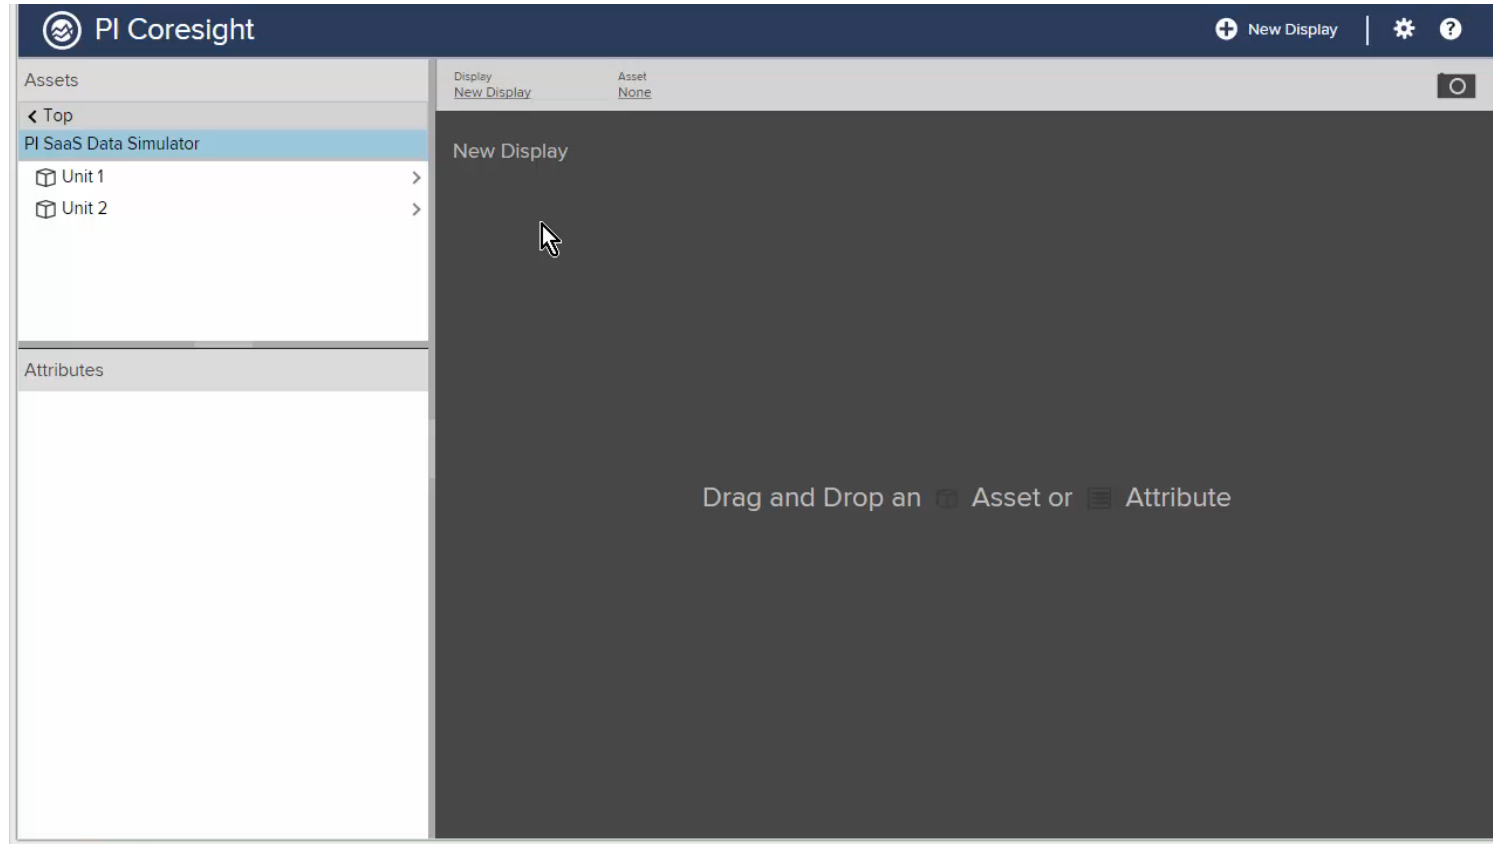 PI Coresight
New Display
?
Assets
Top
PI SaaS Data Simulator
Unit 1
Unit 2
Attributes
Display
New Display
Asset
None
New Display
Drag and Drop an Asset or Attribute